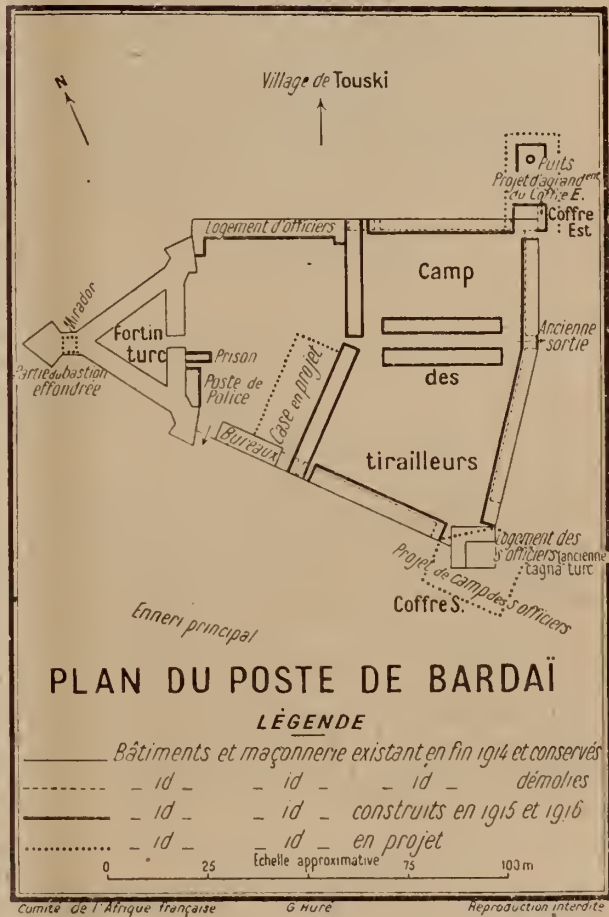 N
Village de Touski
Puits
Projet d'agrand.ent
du Coffre E.
Coffre
Est
Logement d'officiers
Camp
Mirador
Fortin
turc
Prison
Ancienne
sortie
Partie du bastion
effondrée
Poste de
Police
Case en projet
des
Bureaux
tirailleurs
Logement des
s officiers (ancienne
cagna turc
Projet de camp des s officiers
Coffre S.
Enneri principal
PLAN DU POSTE DE BARDAÏ
LÉGENDE
Bâtiments et maçonnerie existant en fin 1914 et conservés
_ id _ _ id _ _ id _ démolies
_ id _ _ id _ construits en 1915 et 1916
_ id _ _ id _ en projet
Echelle approximative
0 25 75 100 m
Comité de l'Afrique française G Huré Reproduction interdite